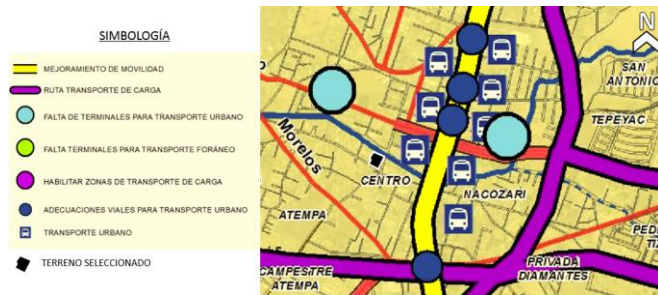 SIMBOLOGÍA
MEJORAMIENTO DE MOVILIDAD
RUTA TRANSPORTE DE CARGA
FALTA DE TERMINALES PARA TRANSPORTE URBANO
FALTA TERMINALES PARA TRANSPORTE FORÁNEO
HABILITAR ZONAS DE TRANSPORTE DE CARGA
ADECUACIONES VIALES PARA TRANSPORTE URBANO
TRANSPORTE URBANO
TERRENO SELECCIONADO
N
SAN
ANTONIO
TEPEYAC
Morelos
CENTRO
NACOZARI
ATEMPA
CAMPESTRE
ATEMPA
PRIVADA
DIAMANTES